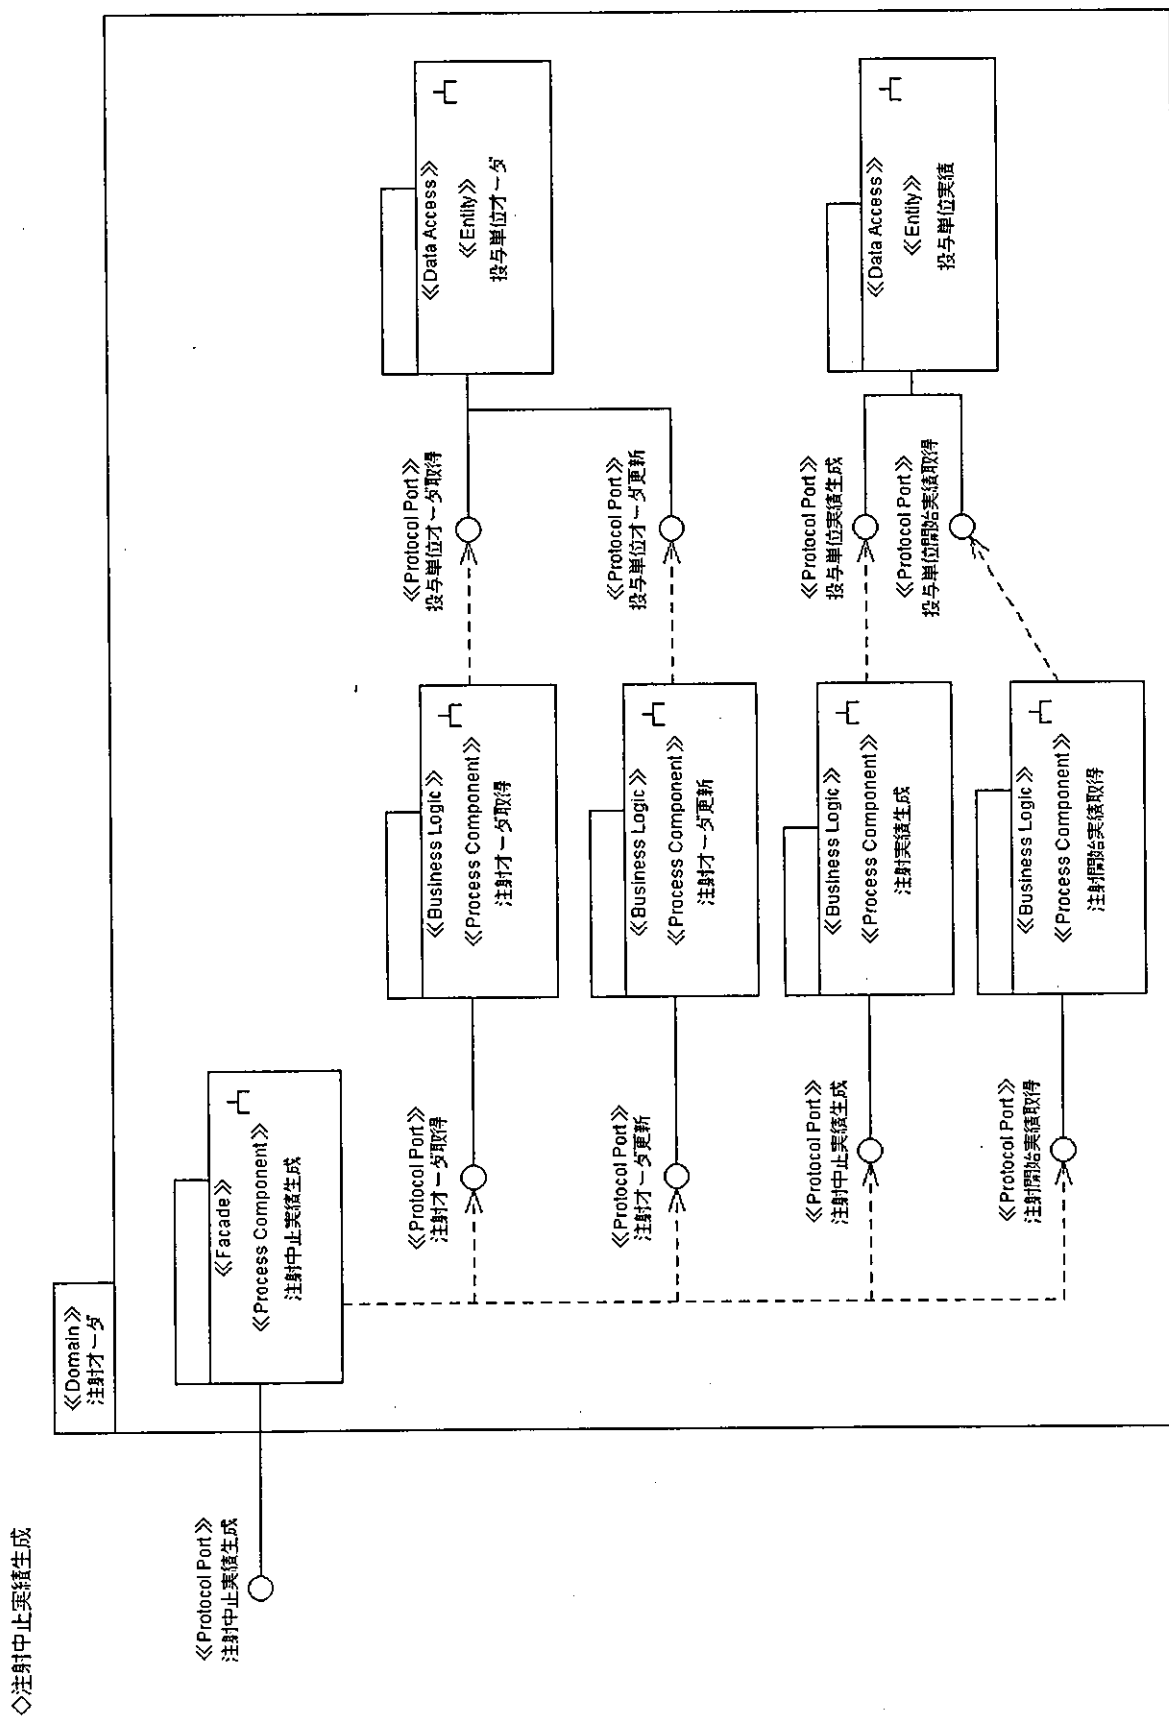 ◇注射中止実績生成
≪Domain≫
注射オーダ
≪Protocol Port≫
注射中止実績生成
≪Facade≫
≪Process Component≫
注射中止実績生成
≪Protocol Port≫
注射オーダ取得
≪Business Logic≫
≪Process Component≫
注射オーダ取得
≪Protocol Port≫
投与単位オーダ取得
≪Data Access≫
≪Entity≫
投与単位オーダ
≪Protocol Port≫
注射オーダ更新
≪Business Logic≫
≪Process Component≫
注射オーダ更新
≪Protocol Port≫
投与単位オーダ更新
≪Protocol Port≫
注射中止実績生成
≪Business Logic≫
≪Process Component≫
注射実績生成
≪Protocol Port≫
投与単位実績生成
≪Data Access≫
≪Entity≫
投与単位実績
≪Protocol Port≫
注射開始実績取得
≪Business Logic≫
≪Process Component≫
注射開始実績取得
≪Protocol Port≫
投与単位開始実績取得